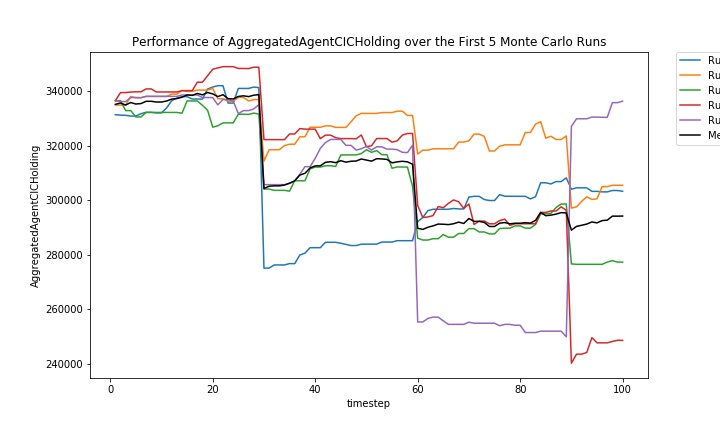 Performance of AggregatedAgentCICHolding over the First 5 Monte Carlo Runs
AggregatedAgentCICHolding
340000
320000
300000
280000
260000
240000
0 20 40 60 80 100
timestep
Ru
Ru
Ru
Ru
Ru
Me